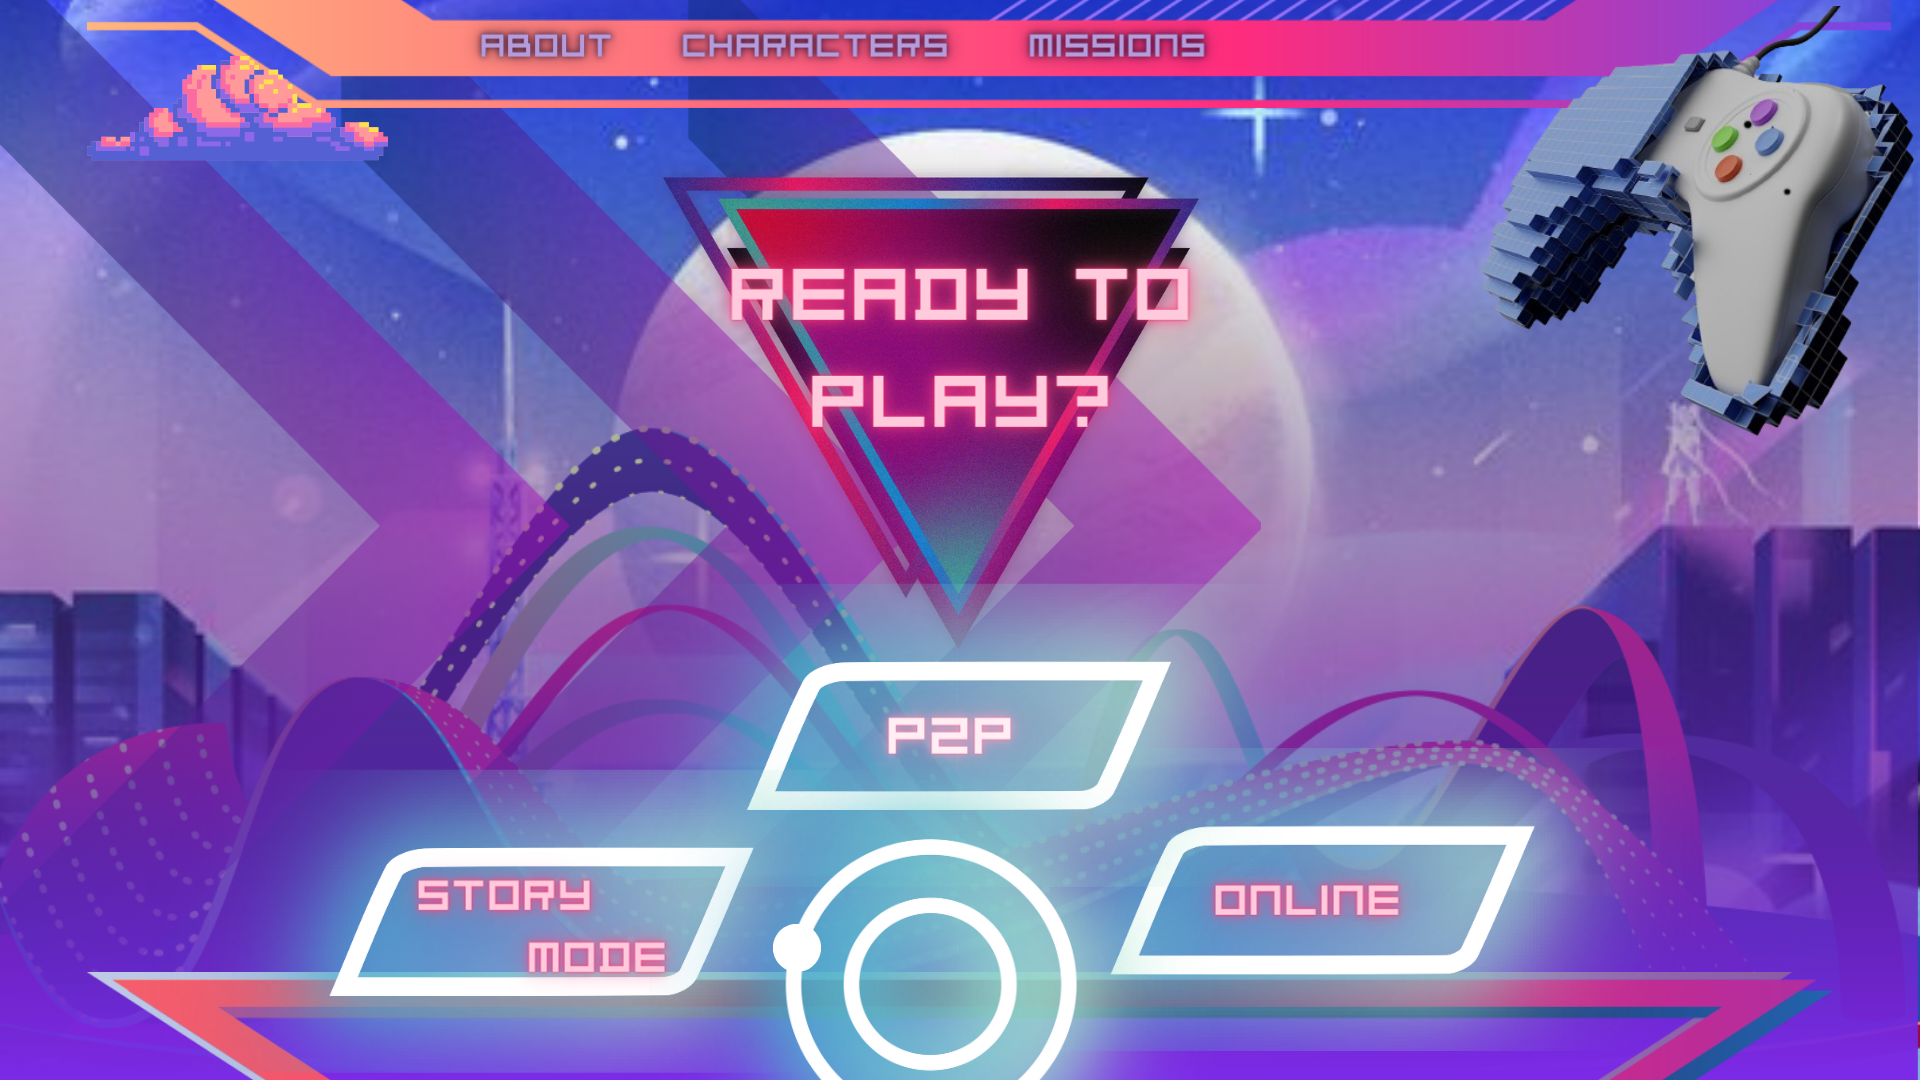 ABOUT CHARACTERS MISSIONS
READY TO
PLAY?
P2P
STORY
MODE
ONLINE